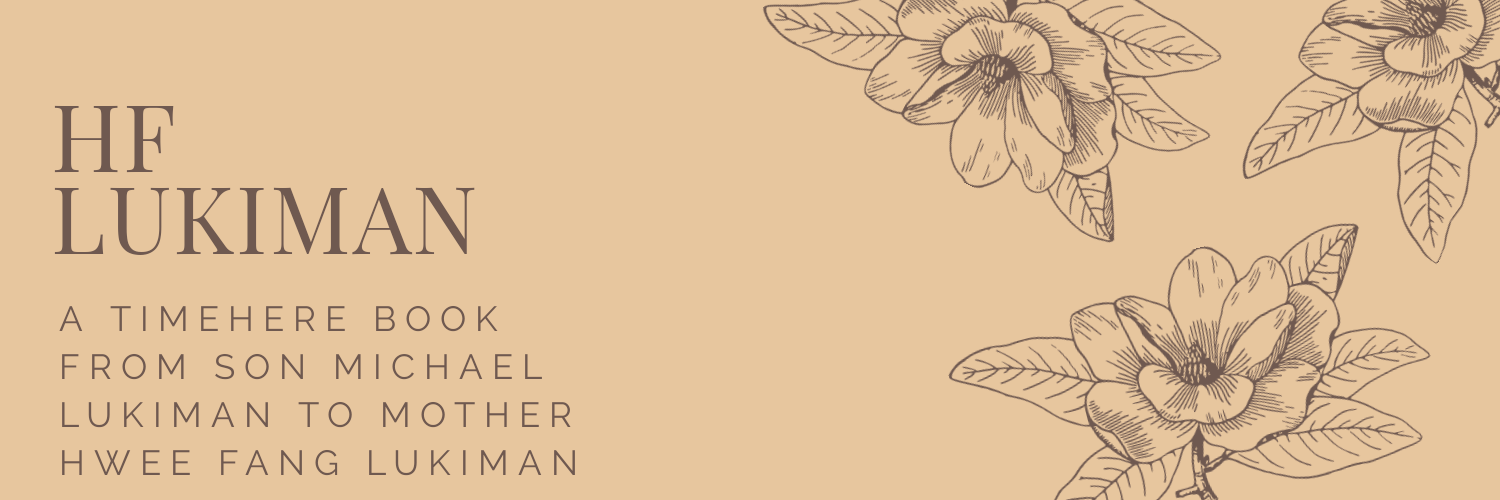 HF
LUKIMAN
A TIMEHERE BOOK
FROM SON MICHAEL
LUKIMAN TO MOTHER
HWEE FANG LUKIMAN